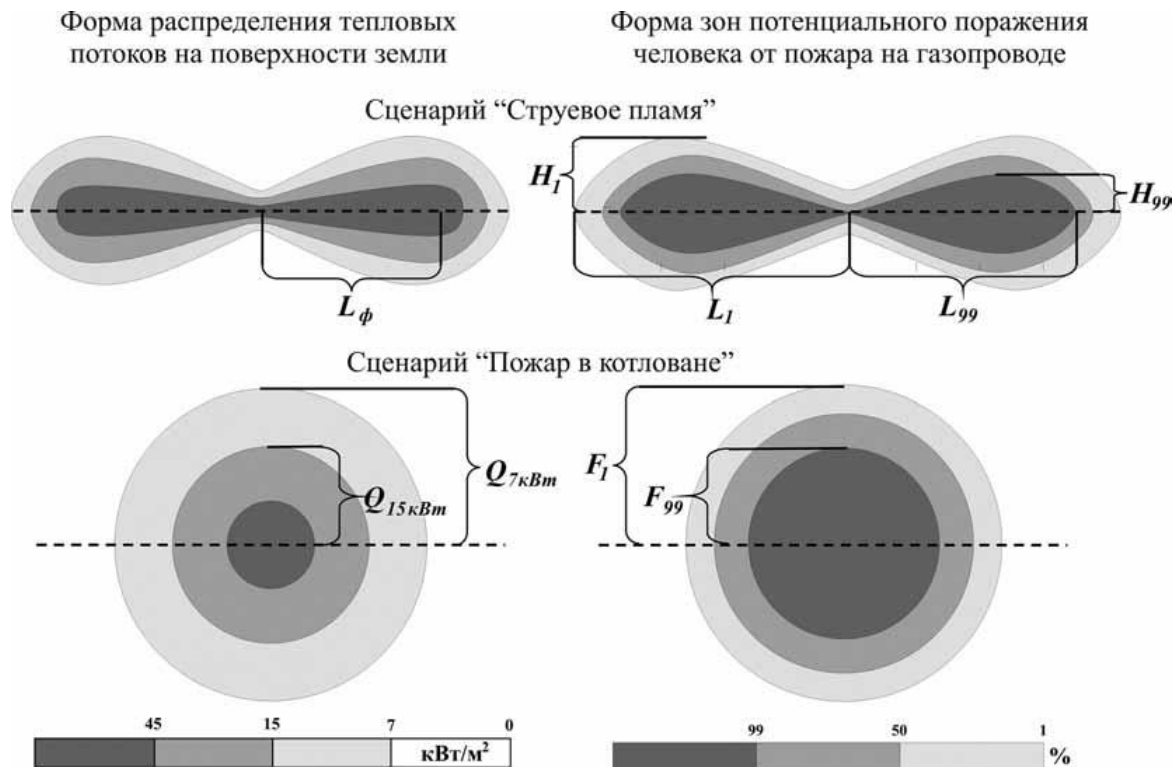 Форма распределения тепловых
потоков на поверхности земли
Форма зон потенциального поражения
человека от пожара на газопроводе
Сценарий “Струевое пламя”
H1
H99
Lф
L1
L99
Сценарий “Пожар в котловане”
Q7кВт
Q15кВт
F1
F99
45 15 7 0
кВт/м²
99 50 1
%